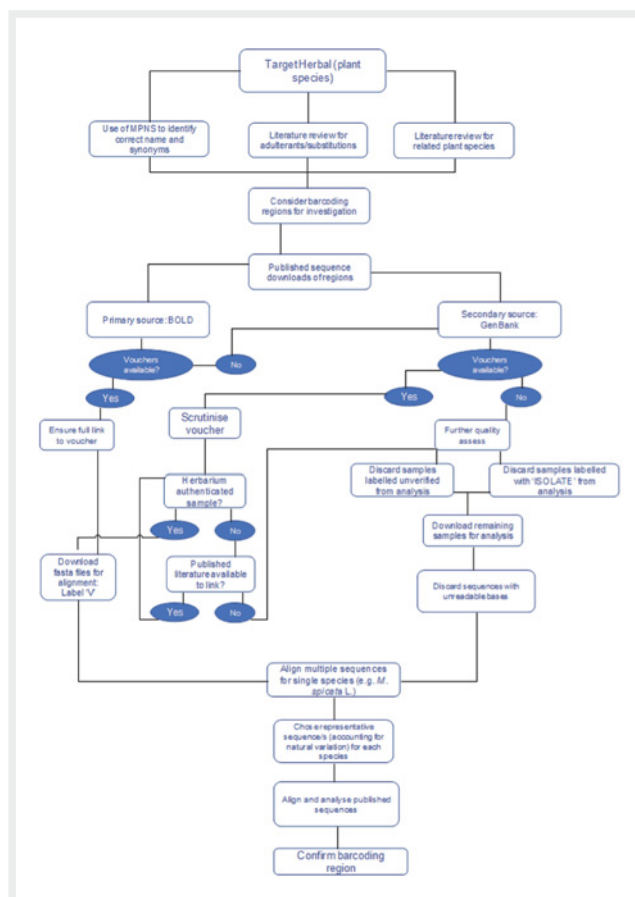 Target Herbal (plant
species)
Use of MPNS to identify
correct name and
synonyms
Literature review for
adulterants/substitutions
Literature review for
related plant species
Consider barcoding
regions for investigation
Published sequence
downloads of regions
Primary source: BOLD
Secondary source:
GenBank
Vouchers
available?
No
Vouchers
available?
Yes
Yes
No
Ensure full link
to voucher
Scrutinise
voucher
Further quality
assess
Herbarium
authenticated
sample?
Discard samples
labelled unverified
from analysis
Discard samples labelled
with 'ISOLATE' from
analysis
Yes
No
Download remaining
samples for analysis
Download
fasta files for
alignment:
Label 'V'
Published
literature available
to link?
Discard sequences with
unreadable bases
Yes
No
Align multiple sequences
for single species (e.g. M.
spicata L.)
Chose representative
sequence/s (accounting for
natural variation) for each
species
Align and analyse published
sequences
Confirm barcoding
region